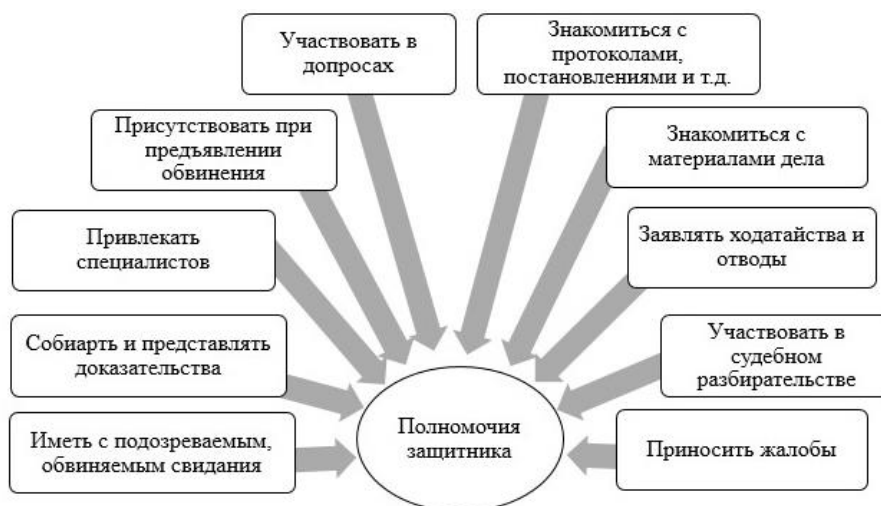 Участвовать в
допросах
Знакомиться с
протоколами,
постановлениями и т.д.
Присутствовать при
предъявлении
обвинения
Знакомиться с
материалами дела
Привлекать
специалистов
Заявлять ходатайства и
отводы
Собиарть и представлять
доказательства
Участвовать в
судебном
разбирательстве
Иметь с подозреваемым,
обвиняемым свидания
Полномочия
защитника
Приносить жалобы